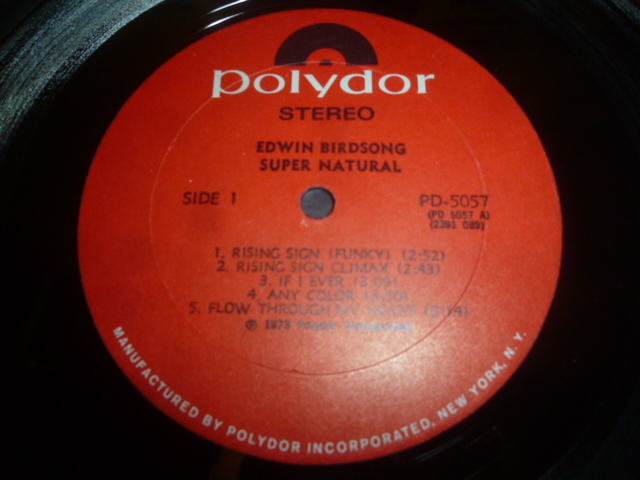 polydor
STEREO
EDWIN BIRDSONG
SUPER NATURAL
SIDE 1
PD-5057
(PD 5057 A)
(2391 089)
1. RISING SIGN (FUNKY) (2:52)
2. RISING SIGN CLIMAX (2:43)
3. IF I EVER
4. ANY COLOR
5. FLOW THROUGH MY
℗ 1973 Polydor Incorporated
MANUFACTURED BY POLYDOR INCORPORATED, NEW YORK, N. Y.